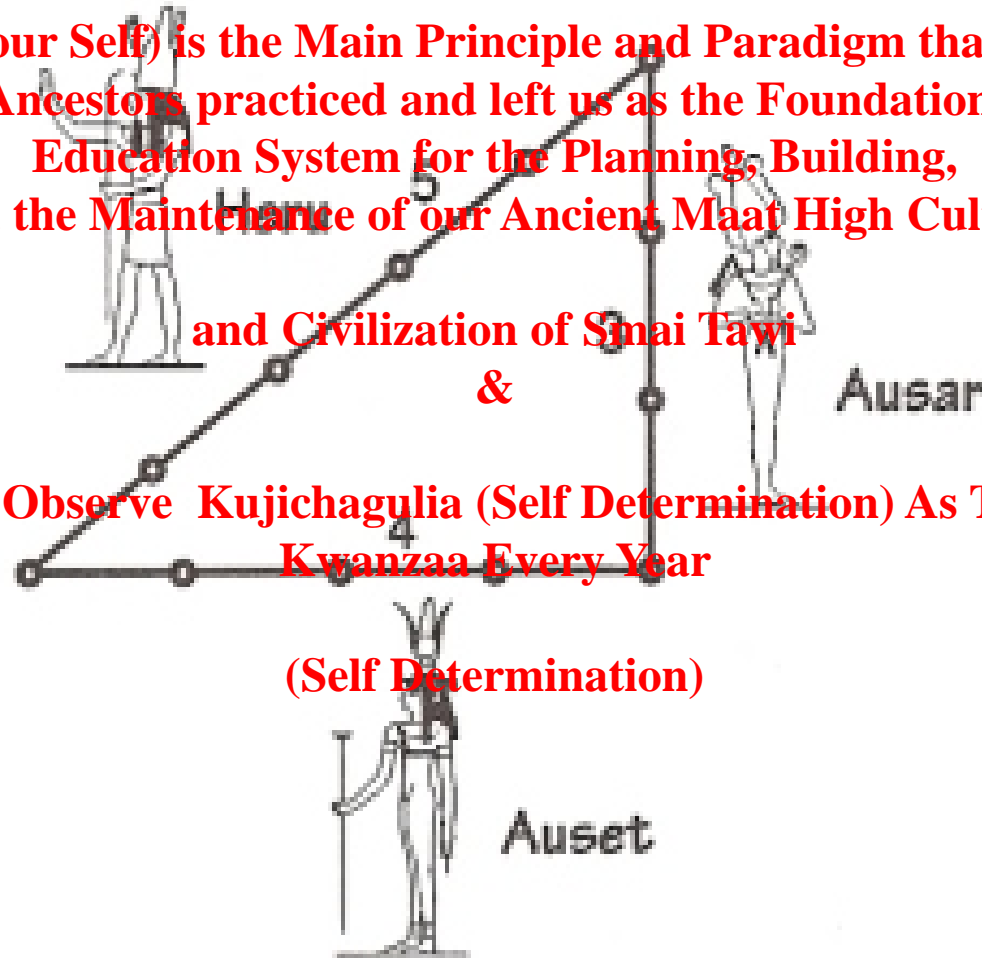 our Self) is the Main Principle and Paradigm tha
Ancestors practiced and left us as the Foundation
Education System for the Planning, Building,
5
the Maintenance of our Ancient Maat High Cul
Heru
and Civilization of Smai Tawi
3
&
Ausar
Observe Kujichagulia (Self Determination) As T
4
Kwanzaa Every Year
(Self Determination)
Auset